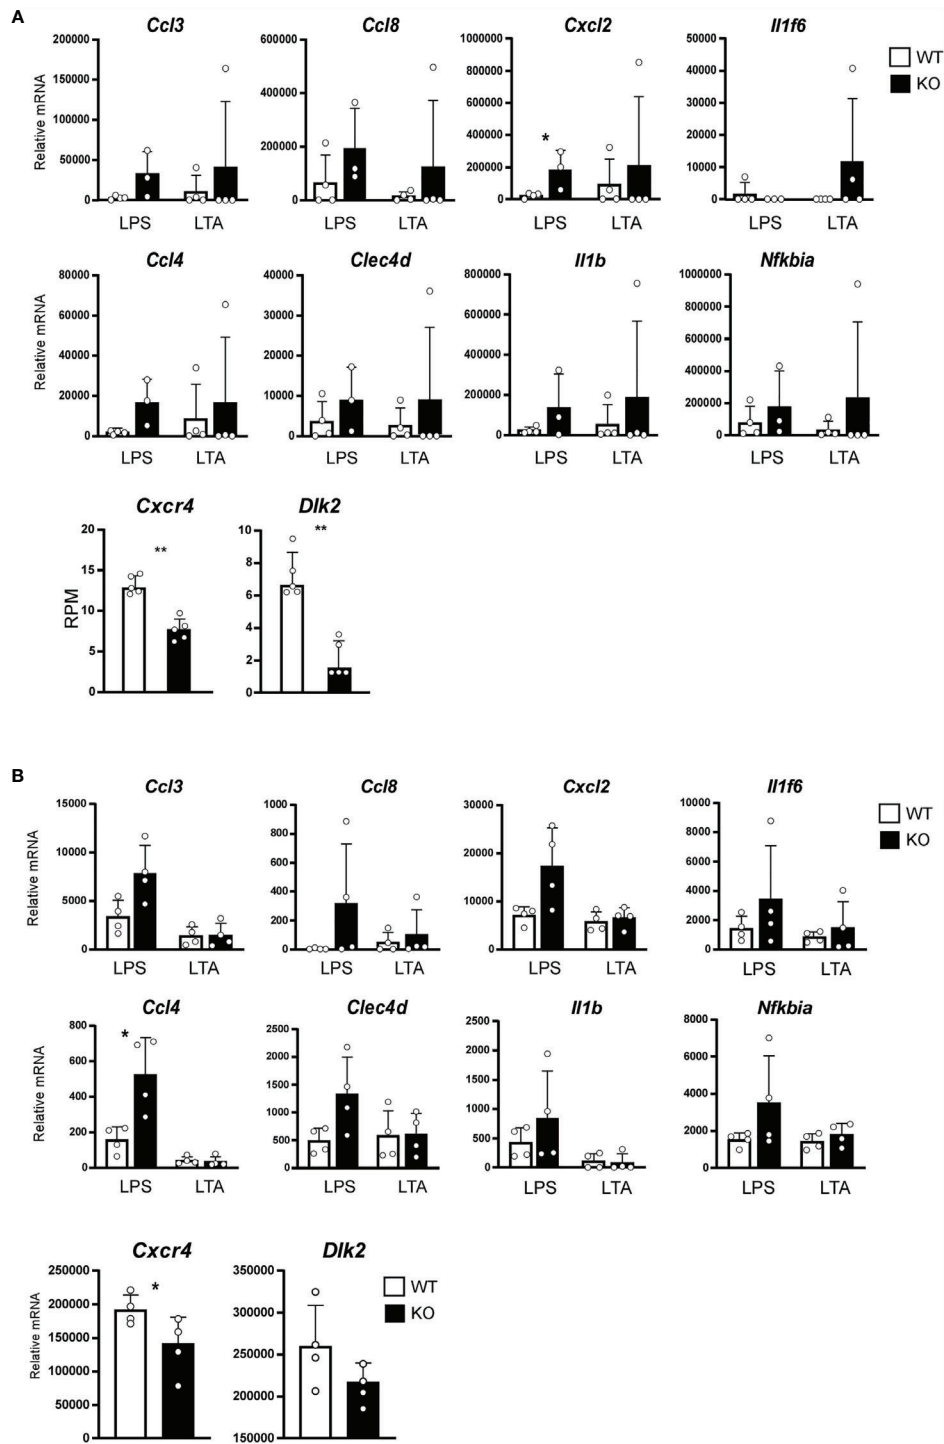 A
Ccl3 Ccl8 Cxcl2 Il1f6
200000 600000 1000000 50000
WT
KO
150000 800000 40000
400000 600000 30000
100000
400000 20000
200000
50000 200000 10000
0 0 0 0
Relative mRNA
*
LPS LTA LPS LTA LPS LTA LPS LTA
Ccl4 Clec4d Il1b Nfkbia
80000 40000 800000 1000000
800000
60000 30000 600000
600000
40000 20000 400000
400000
20000 10000 200000 200000
0 0 0 0
Relative mRNA
LPS LTA LPS LTA LPS LTA LPS LTA
Cxcr4 Dlk2
20 10
** **
15 8
6
10
4
5 2
0 0
RPM
B
Ccl3 Ccl8 Cxcl2 Il1f6
15000 1000 30000 10000
WT
KO
800 8000
10000 20000
600 6000
400 4000
5000 10000
200 2000
0 0 0 0
Relative mRNA
LPS LTA LPS LTA LPS LTA LPS LTA
Ccl4 Clec4d Il1b Nfkbia
800 2500 2500 8000
*
600 2000 2000 6000
1500 1500
400 4000
1000 1000
200 500 500 2000
0 0 0 0
Relative mRNA
LPS LTA LPS LTA LPS LTA LPS LTA
Cxcr4 Dlk2
250000 350000
WT
KO
*
200000 300000
150000
250000
100000
200000
50000
0 150000
Relative mRNA